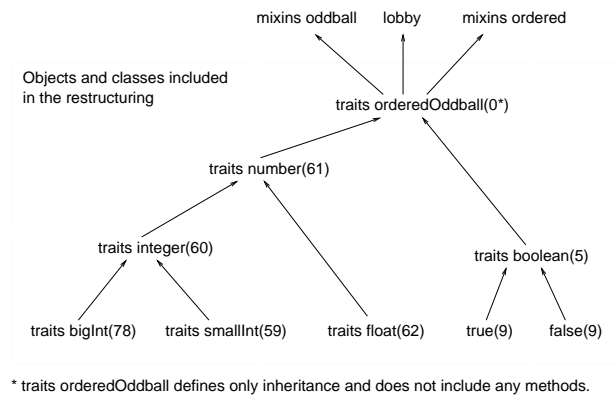 mixins oddball lobby mixins ordered
Objects and classes included
in the restructuring
traits orderedOddball(0*)
traits number(61)
traits integer(60)
traits boolean(5)
traits bigInt(78) traits smallInt(59) traits float(62) true(9) false(9)
* traits orderedOddball defines only inheritance and does not include any methods.